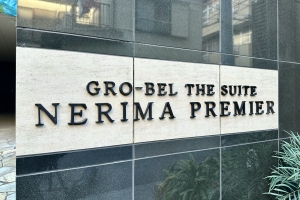 GRO-BEL THE SUITE
NERIMA PREMIER